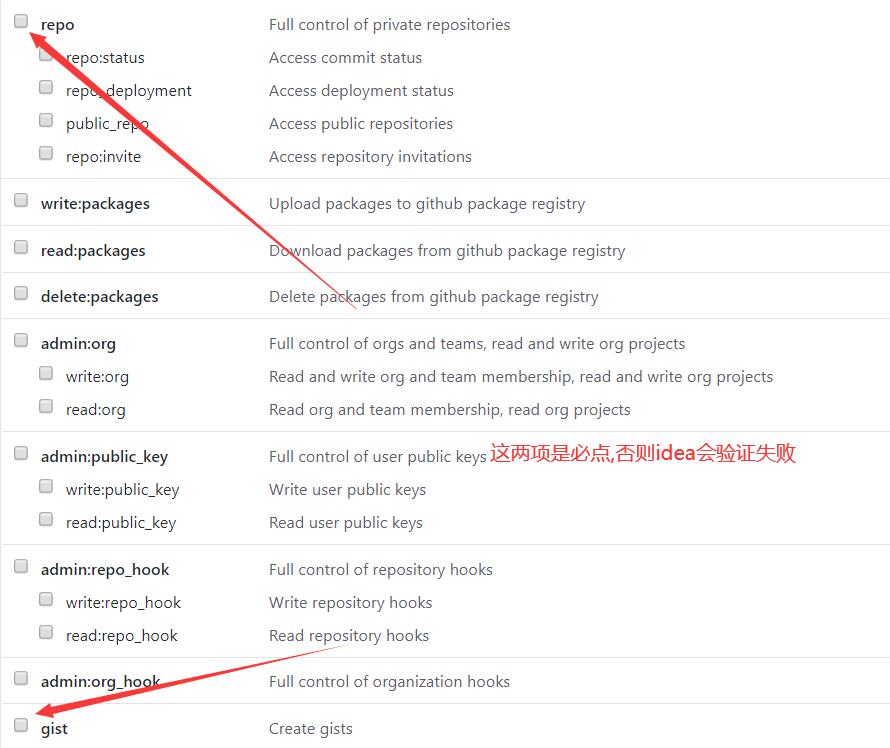 repo Full control of private repositories
repo:status Access commit status
repo_deployment Access deployment status
public_repo Access public repositories
repo:invite Access repository invitations
write:packages Upload packages to github package registry
read:packages Download packages from github package registry
delete:packages Delete packages from github package registry
admin:org Full control of orgs and teams, read and write org projects
write:org Read and write org and team membership, read and write org projects
read:org Read org and team membership, read org projects
admin:public_key Full control of user public keys 这两项是必点,否则idea会验证失败
write:public_key Write user public keys
read:public_key Read user public keys
admin:repo_hook Full control of repository hooks
write:repo_hook Write repository hooks
read:repo_hook Read repository hooks
admin:org_hook Full control of organization hooks
gist Create gists